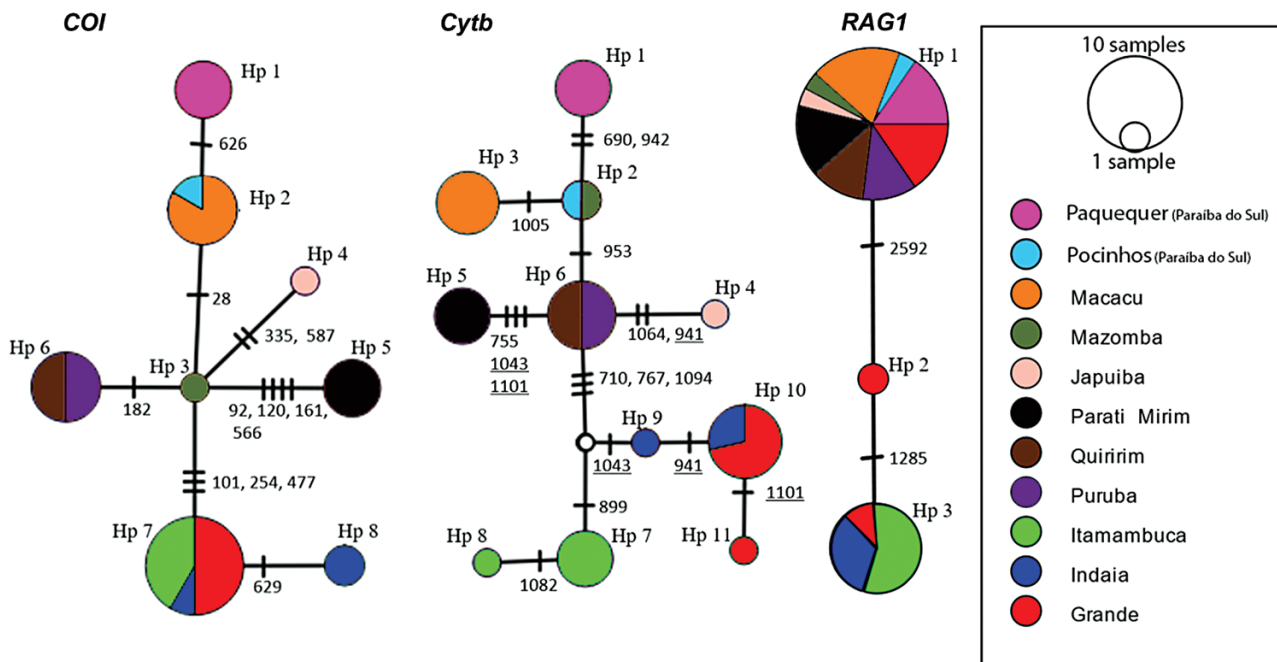 COI
Hp 1
626
Hp 2
28
Hp 4
335, 587
Hp 3
Hp 6
182
Hp 5
92, 120, 161,
566
101, 254, 477
Hp 7
Hp 8
629
Cytb
Hp 1
690, 942
Hp 3
Hp 2
1005
953
Hp 5
Hp 6
Hp 4
755
1043
1101
1064, 941
710, 767, 1094
Hp 9
Hp 10
1043
941
1101
899
Hp 8
Hp 7
Hp 11
1082
RAG1
Hp 1
2592
Hp 2
1285
Hp 3
10 samples
1 sample
Paquequer (Paraíba do Sul)
Pocinhos (Paraíba do Sul)
Macacu
Mazomba
Japuiba
Parati Mirim
Quiririm
Puruba
Itamambuca
Indaia
Grande